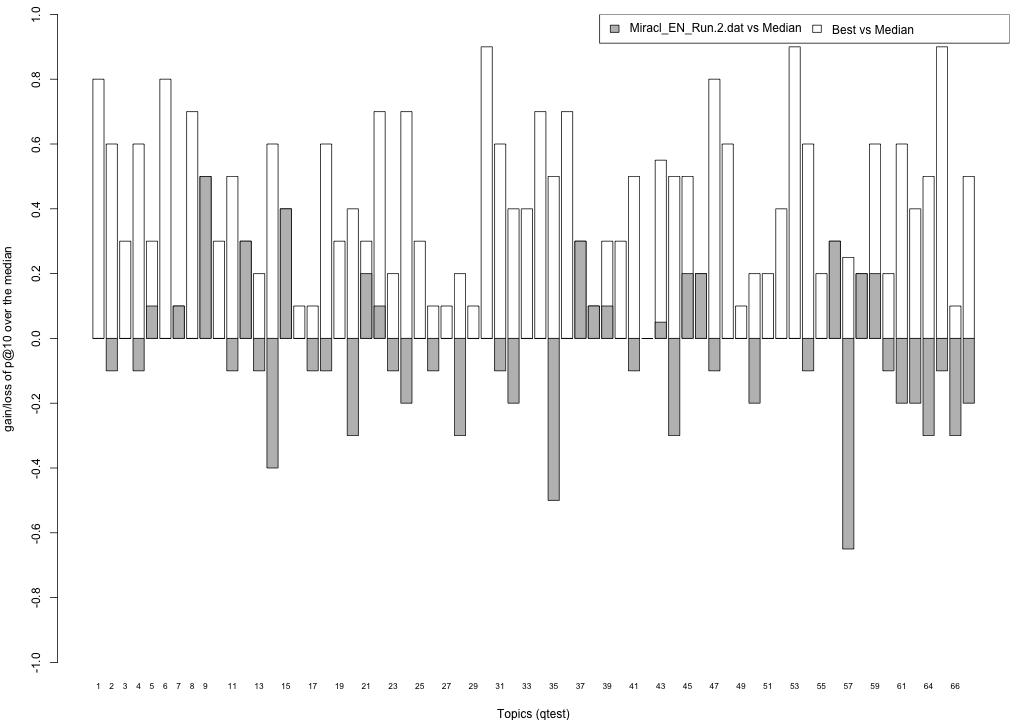 Miracl_EN_Run.2.dat vs Median Best vs Median
1.0
0.8
0.6
0.4
0.2
0.0
-0.2
-0.4
-0.6
-0.8
-1.0
gain/loss of p@10 over the median
1 2 3 4 5 6 7 8 9 11 13 15 17 19 21 23 25 27 29 31 33 35 37 39 41 43 45 47 49 51 53 55 57 59 61 64 66
Topics (qtest)